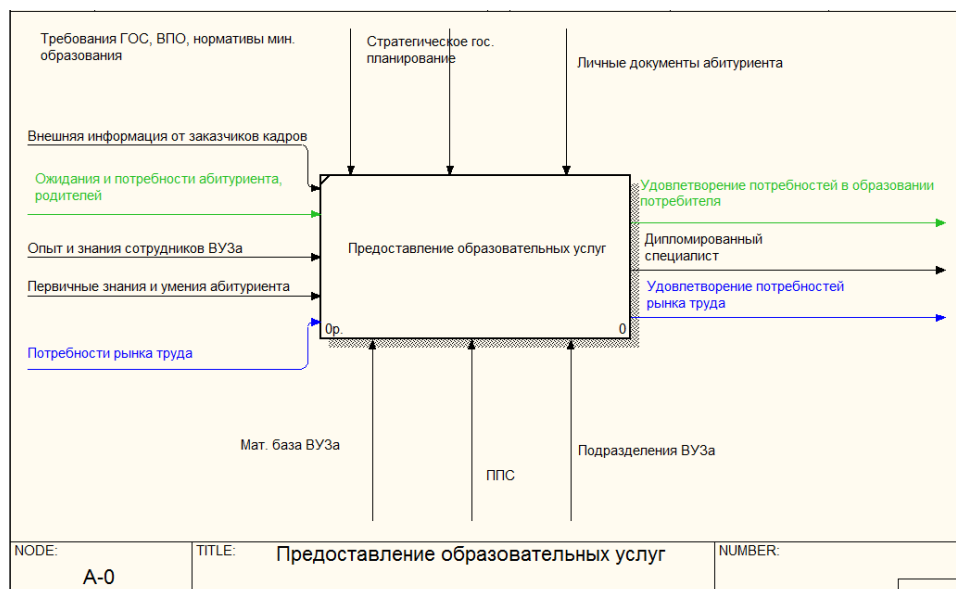 Требования ГОС, ВПО, нормативы мин.
образования
Стратегическое гос.
планирование
Личные документы абитуриента
Внешняя информация от заказчиков кадров
Ожидания и потребности абитуриента,
родителей
Опыт и знания сотрудников ВУЗа
Первичные знания и умения абитуриента
Потребности рынка труда
Предоставление образовательных услуг
0р.
0
Удовлетворение потребностей в образовании
потребителя
Дипломированный
специалист
Удовлетворение потребностей
рынка труда
Мат. база ВУЗа
ППС
Подразделения ВУЗа
NODE:
A-0
TITLE:
Предоставление образовательных услуг
NUMBER: